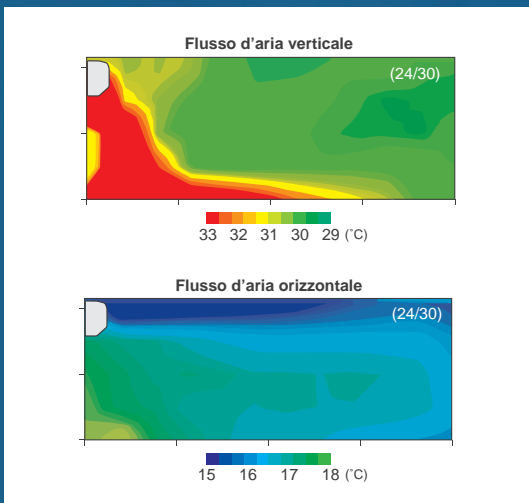 Flusso d'aria verticale
(24/30)
33 32 31 30 29 (˚C)
Flusso d'aria orizzontale
(24/30)
15 16 17 18 (˚C)